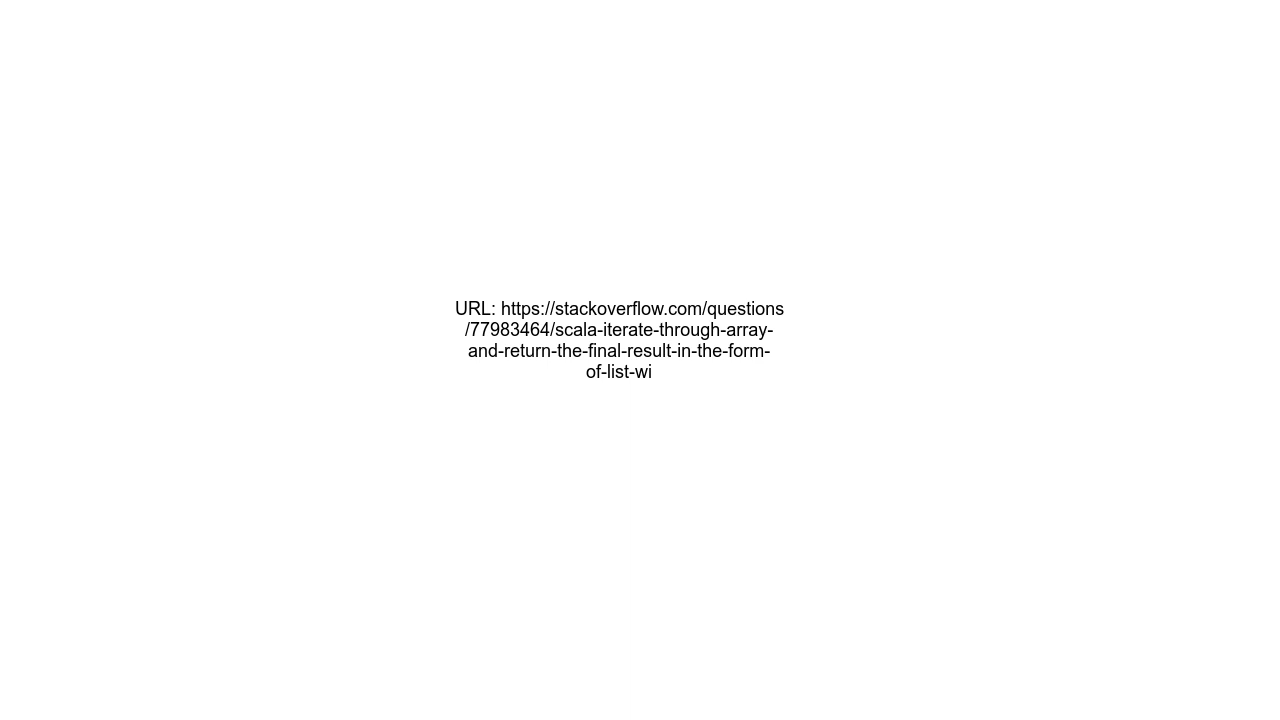 URL: https://stackoverflow.com/questions
/77983464/scala-iterate-through-array-
and-return-the-final-result-in-the-form-
of-list-wi